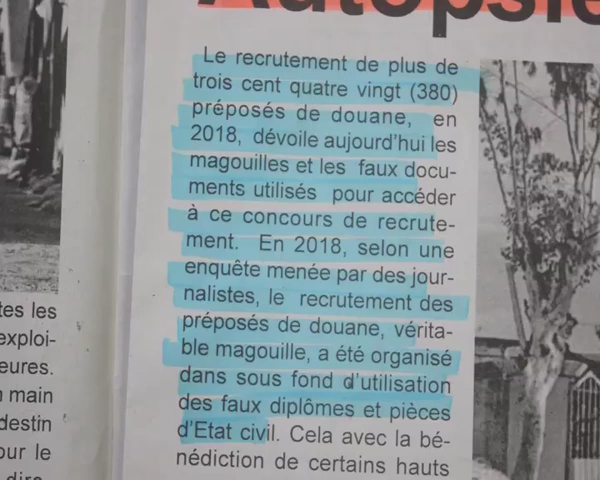 Autopsie
Le recrutement de plus de
trois cent quatre vingt (380)
préposés de douane, en
2018, dévoile aujourd'hui les
magouilles et les faux docu-
ments utilisés pour accéder
à ce concours de recrute-
ment. En 2018, selon une
enquête menée par des jour-
nalistes, le recrutement des
préposés de douane, vérita-
ble magouille, a été organisé
dans sous fond d'utilisation
des faux diplômes et pièces
d'Etat civil. Cela avec la bé-
nédiction de certains hauts
tes les
exploi-
eures.
main
destin
our le
dire-